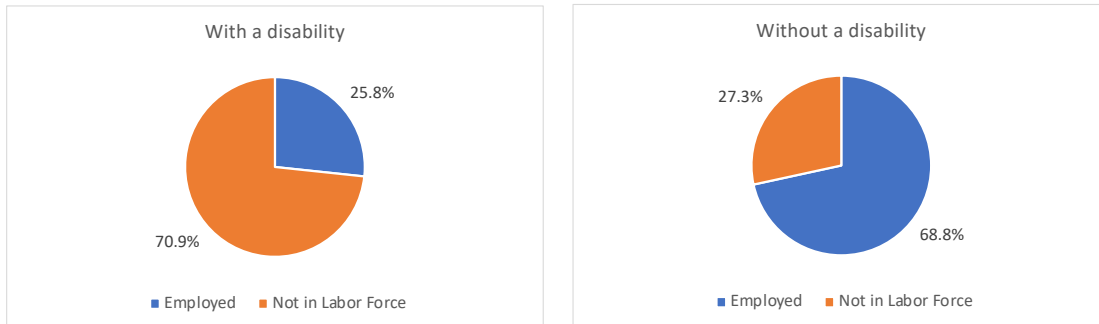 With a disability
25.8%
70.9%
Employed Not in Labor Force
Without a disability
27.3%
68.8%
Employed Not in Labor Force